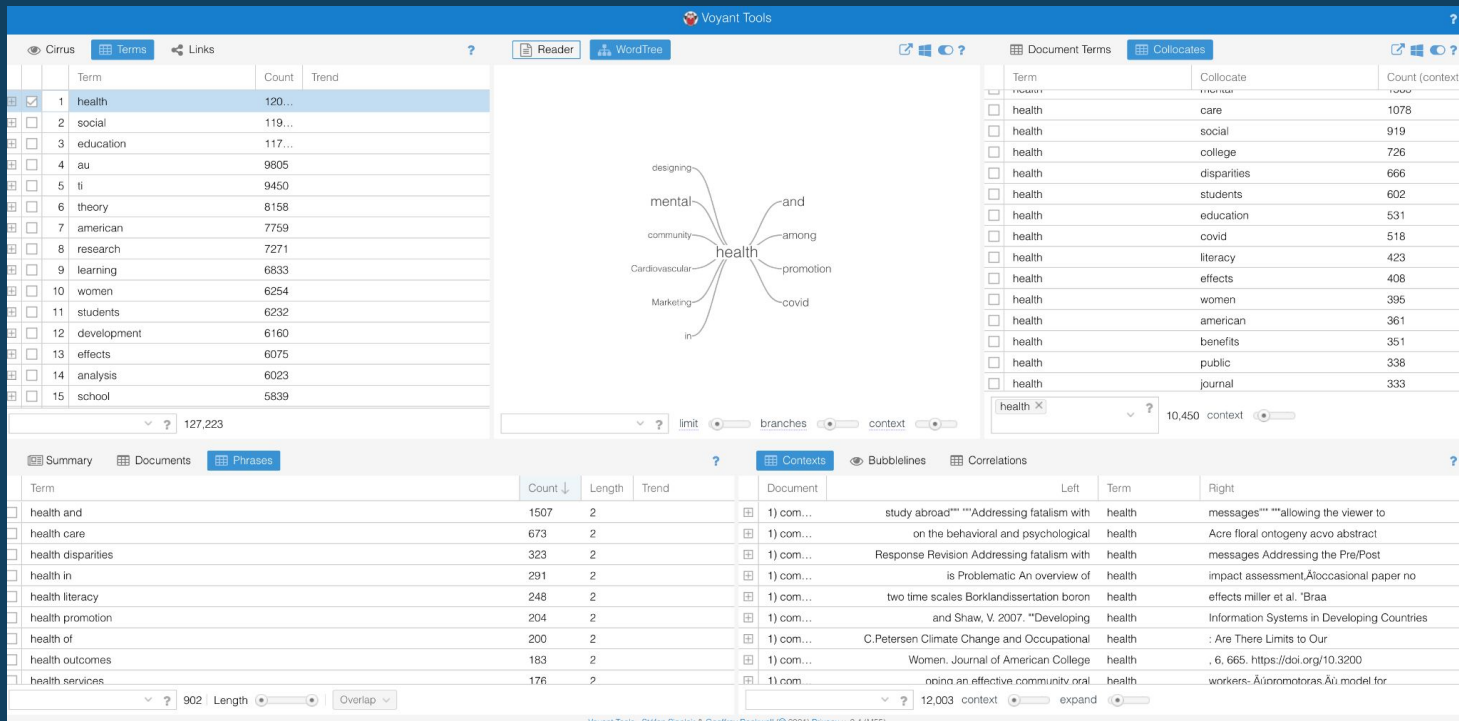 Voyant Tools
?
Cirrus Terms Links ?
Term Count Trend
1 health 120...
2 social 119...
3 education 117...
4 au 9805
5 ti 9450
6 theory 8158
7 american 7759
8 research 7271
9 learning 6833
10 women 6254
11 students 6232
12 development 6160
13 effects 6075
14 analysis 6023
15 school 5839
? 127,223
Reader WordTree ?
designing
mental
community
Cardiovascular
Marketing
in
health
and
among
promotion
covid
? limit branches context
Document Terms Collocates ?
Term Collocate Count (context
health mental
health care 1078
health social 919
health college 726
health disparities 666
health students 602
health education 531
health covid 518
health literacy 423
health effects 408
health women 395
health american 361
health benefits 351
health public 338
health journal 333
health ? 10,450 context
Summary Documents Phrases ?
Term Count ↓ Length Trend
health and 1507 2
health care 673 2
health disparities 323 2
health in 291 2
health literacy 248 2
health promotion 204 2
health of 200 2
health outcomes 183 2
health services 176 2
? 902 Length Overlap
Contexts Bubblelines Correlations ?
Document Left Term Right
1) com... study abroad""" """Addressing fatalism with health messages""" """allowing the viewer to
1) com... on the behavioral and psychological health Acre floral ontogeny acvo abstract
1) com... Response Revision Addressing fatalism with health messages Addressing the Pre/Post
1) com... is Problematic An overview of health impact assessment‚Äîoccasional paper no
1) com... two time scales Borklandissertation boron health effects miller et al. "Braa
1) com... and Shaw, V. 2007. ""Developing health Information Systems in Developing Countries
1) com... C.Petersen Climate Change and Occupational health : Are There Limits to Our
1) com... Women. Journal of American College health , 6, 665. https://doi.org/10.3200
1) com... oping an effective community oral health workers- Äúpromotoras Äù model for
? 12,003 context expand